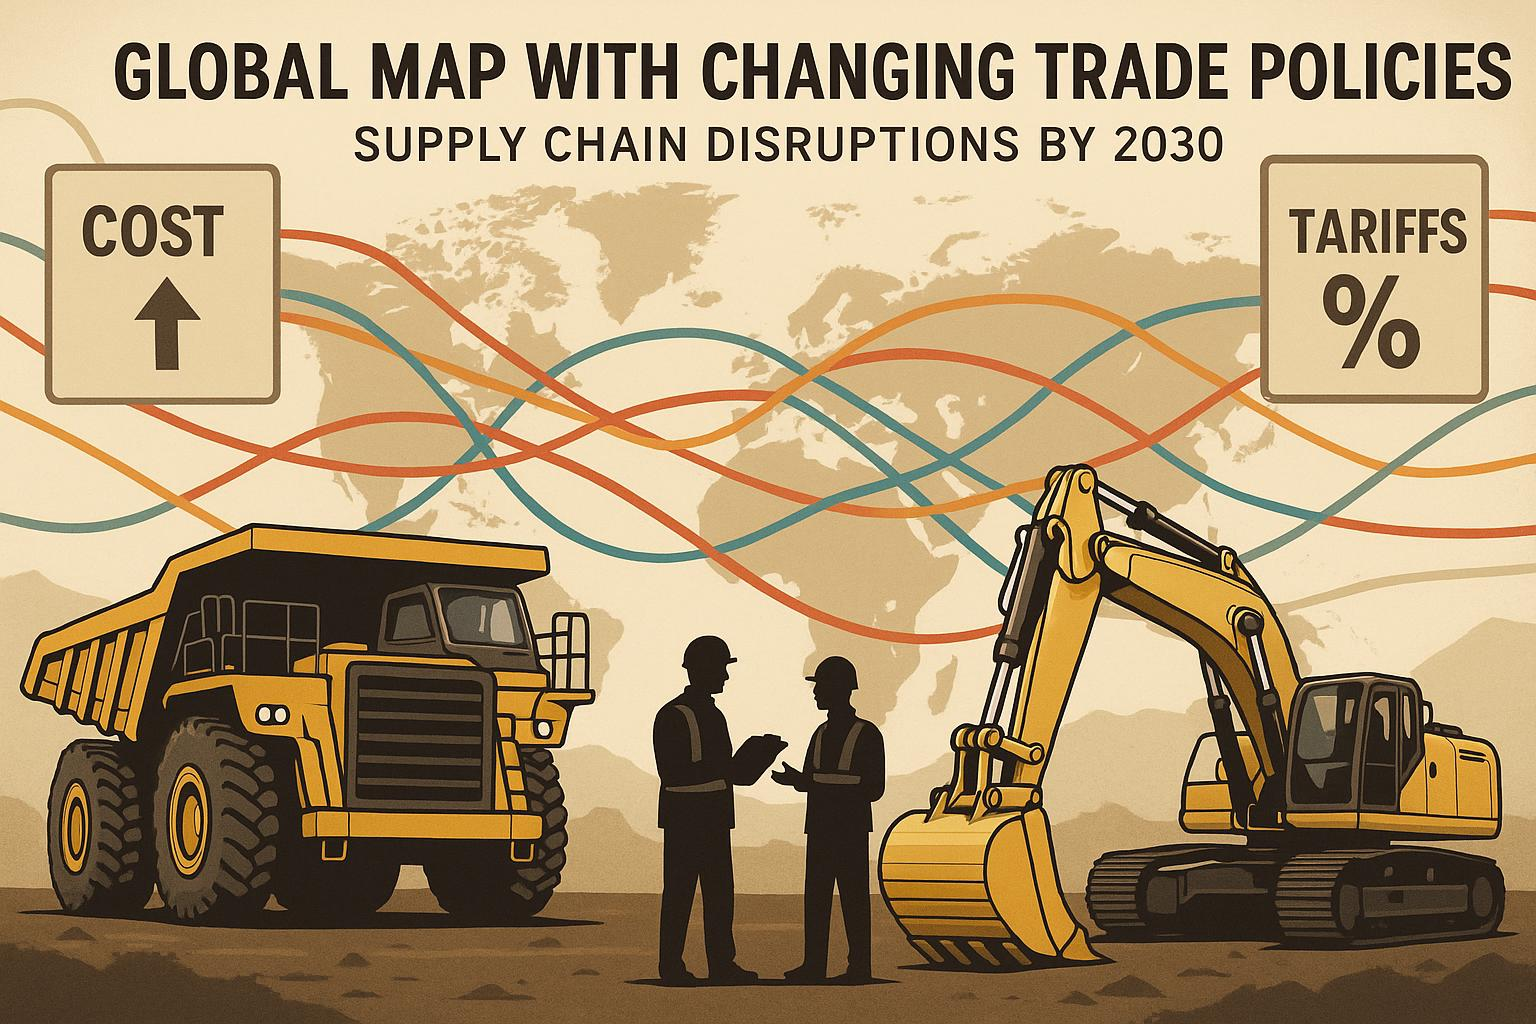 GLOBAL MAP WITH CHANGING TRADE POLICIES
SUPPLY CHAIN DISRUPTIONS BY 2030
COST
TARIFFS
%